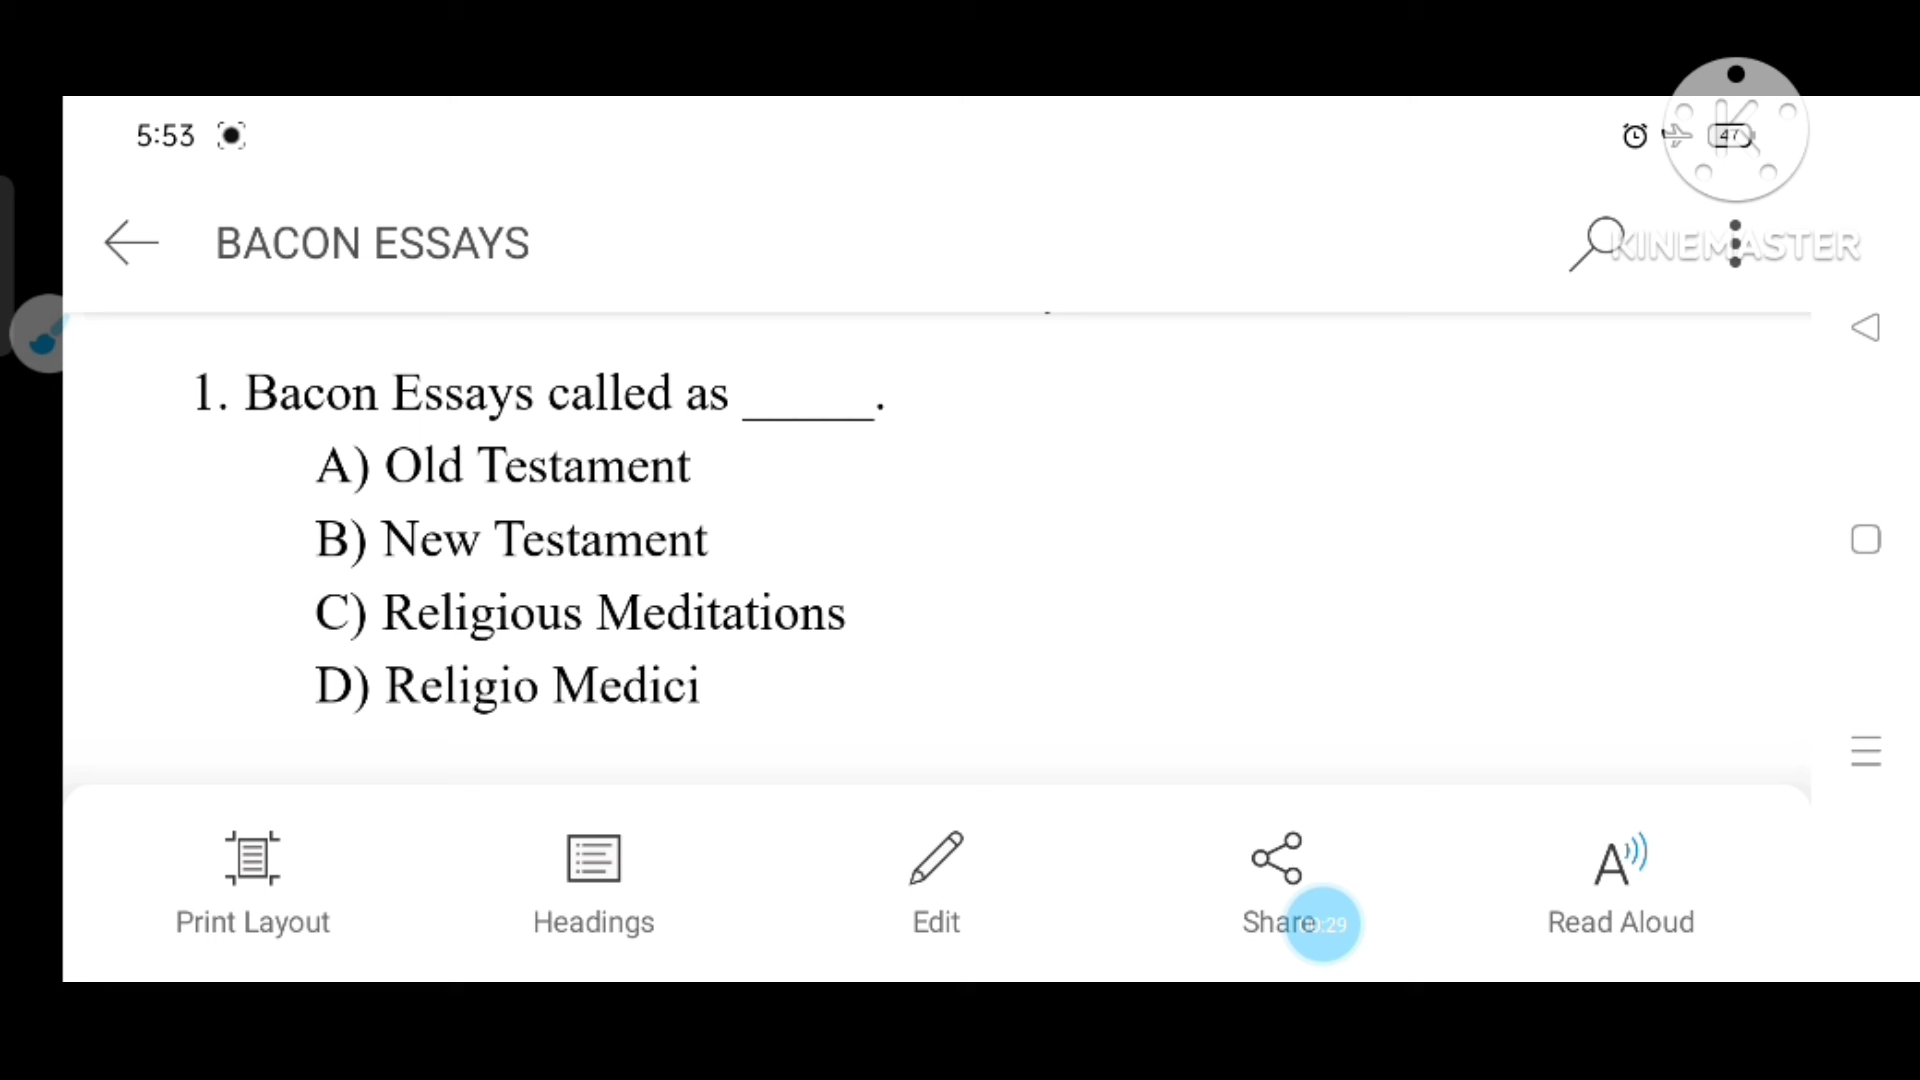 5:53
47
BACON ESSAYS
KINEMASTER
1. Bacon Essays called as _____.
A) Old Testament
B) New Testament
C) Religious Meditations
D) Religio Medici
Print Layout
Headings
Edit
Share
Read Aloud